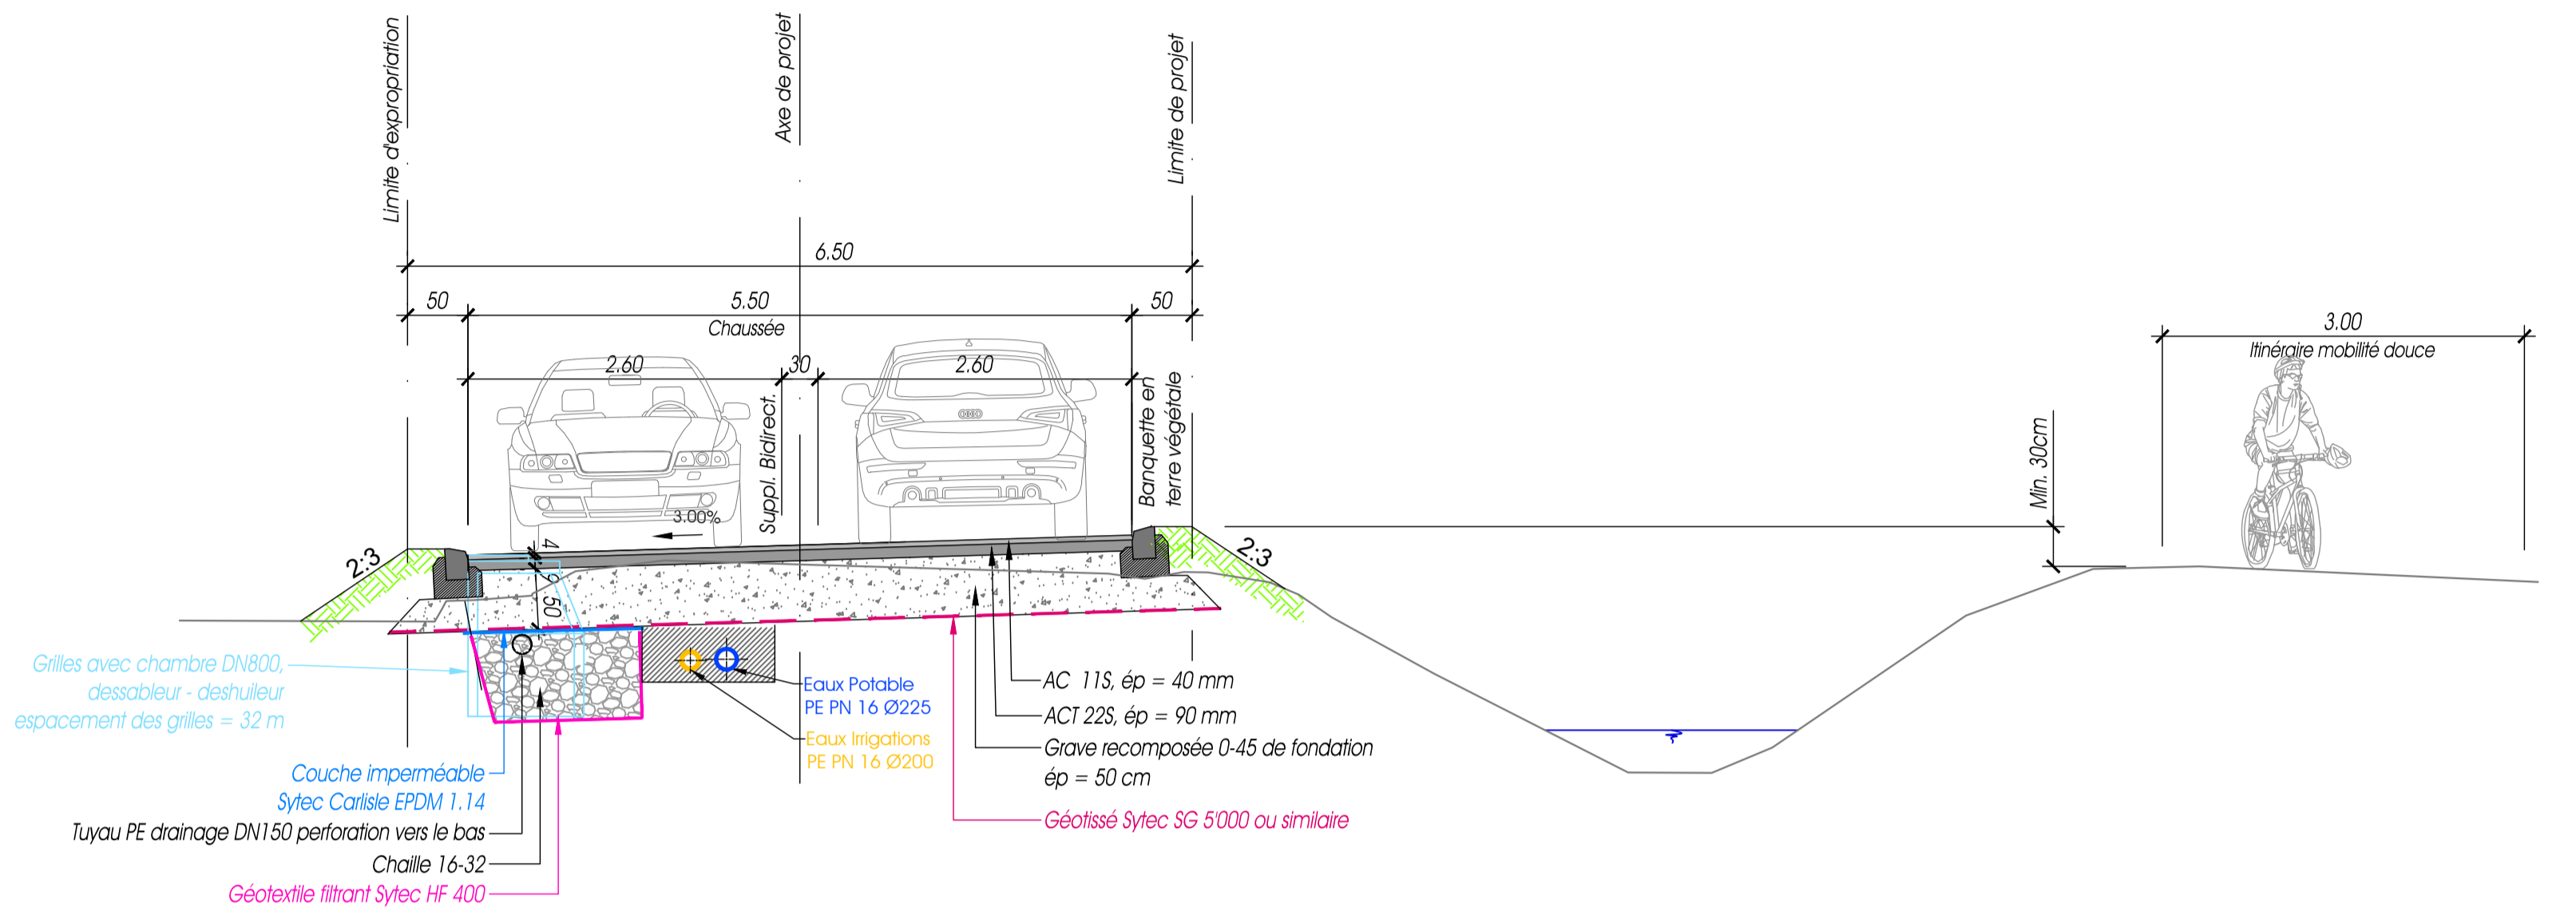 Limite d'expropriation
Axe de projet
Limite de projet
6.50
50
5.50
50
Chaussée
2.60
30
2.60
3.00
Itinéraire mobilité douce
Suppl. Bidirect.
Banquette en
terre végétale
Min. 30cm
3.00%
2:3
2:3
4
9
50
Grilles avec chambre DN800,
dessableur - deshuileur
espacement des grilles = 32 m
Couche imperméable
Sytec Carlisle EPDM 1.14
Tuyau PE drainage DN150 perforation vers le bas
Chaille 16-32
Géotextile filtrant Sytec HF 400
Eaux Potable
PE PN 16 Ø225
Eaux Irrigations
PE PN 16 Ø200
AC 11S, ép = 40 mm
ACT 22S, ép = 90 mm
Grave recomposée 0-45 de fondation
ép = 50 cm
Géotissé Sytec SG 5'000 ou similaire